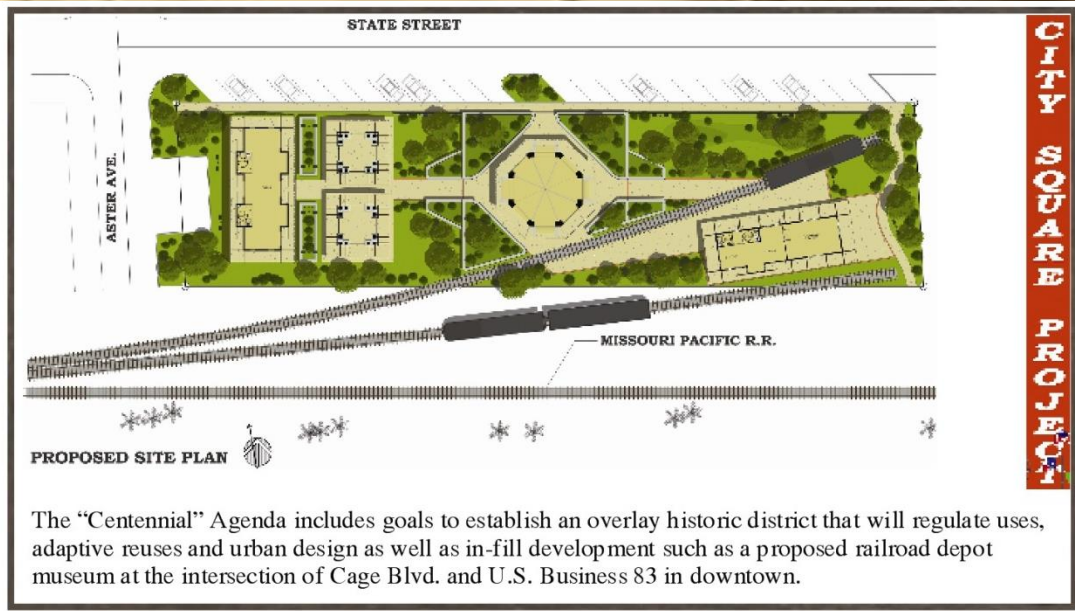 STATE STREET
ASTER AVE.
MISSOURI PACIFIC R.R.
PROPOSED SITE PLAN
CITY SQUARE PROJECT
The “Centennial” Agenda includes goals to establish an overlay historic district that will regulate uses,
adaptive reuses and urban design as well as in-fill development such as a proposed railroad depot
museum at the intersection of Cage Blvd. and U.S. Business 83 in downtown.